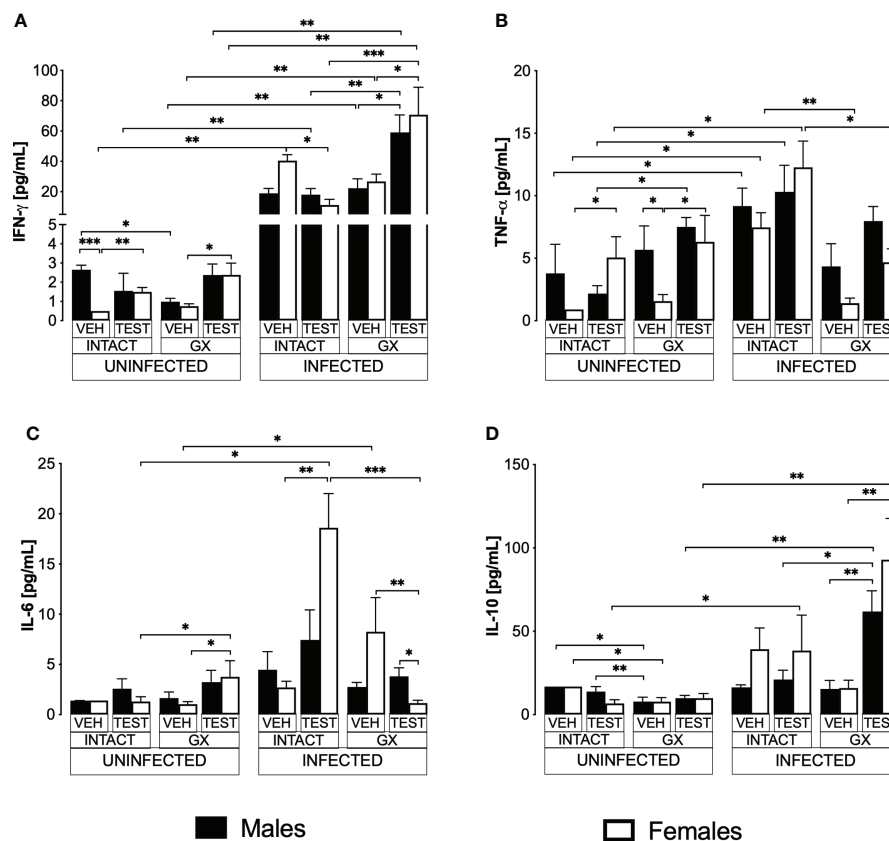 A
B
** ** *** ** * ** ** * ** ** * * *** ** *
IFN-γ [pg/mL]
100
80
60
40
20
5
4
3
2
1
0
VEH TEST VEH TEST VEH TEST VEH TEST
INTACT GX INTACT GX
UNINFECTED INFECTED
** * * * * * * * * *
TNF-α [pg/mL]
20
15
10
5
0
VEH TEST VEH TEST VEH TEST VEH TEST
INTACT GX INTACT GX
UNINFECTED INFECTED
C
D
* * ** *** ** * * *
IL-6 [pg/mL]
25
20
15
10
5
0
VEH TEST VEH TEST VEH TEST VEH TEST
INTACT GX INTACT GX
UNINFECTED INFECTED
** ** ** * ** * * * **
IL-10 [pg/mL]
150
100
50
0
VEH TEST VEH TEST VEH TEST VEH TEST
INTACT GX INTACT GX
UNINFECTED INFECTED
Males Females